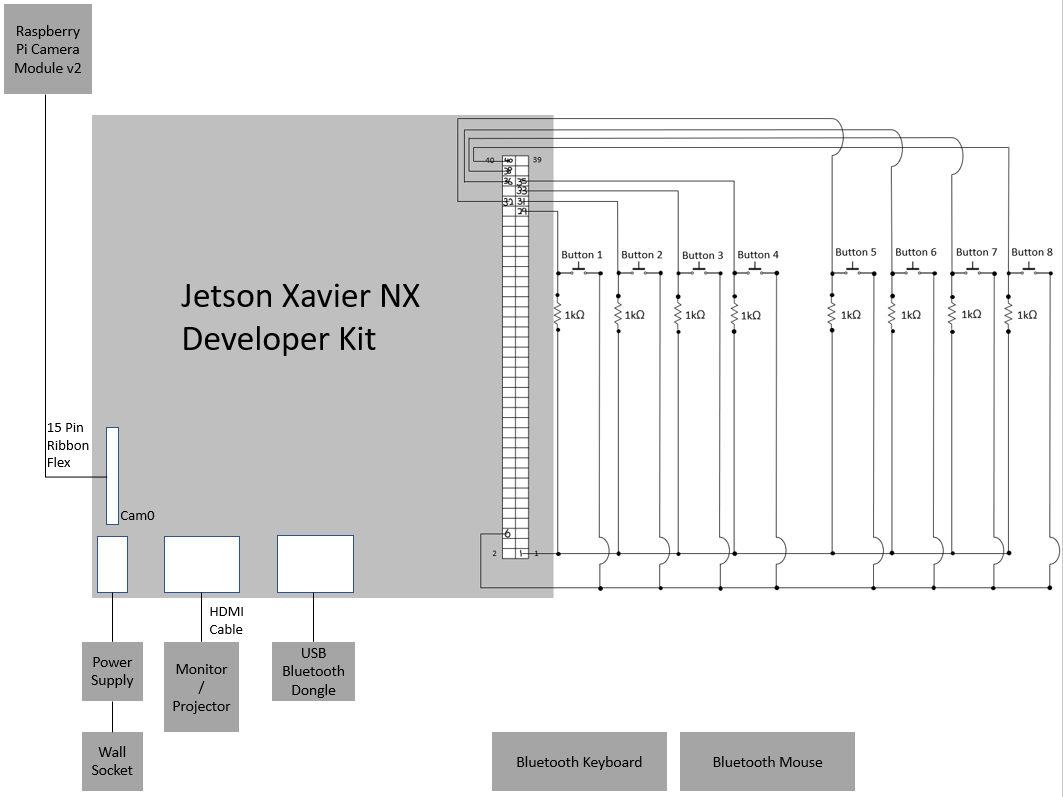 Raspberry
Pi Camera
Module v2
40 40 39
38
36 35
33
32 31
29
Button 1 Button 2 Button 3 Button 4 Button 5 Button 6 Button 7 Button 8
Jetson Xavier NX
Developer Kit
1kΩ 1kΩ 1kΩ 1kΩ 1kΩ 1kΩ 1kΩ 1kΩ
15 Pin
Ribbon
Flex
Cam0
6
2 1 1
HDMI
Cable
Power
Supply
Monitor
/
Projector
USB
Bluetooth
Dongle
Wall
Socket
Bluetooth Keyboard
Bluetooth Mouse